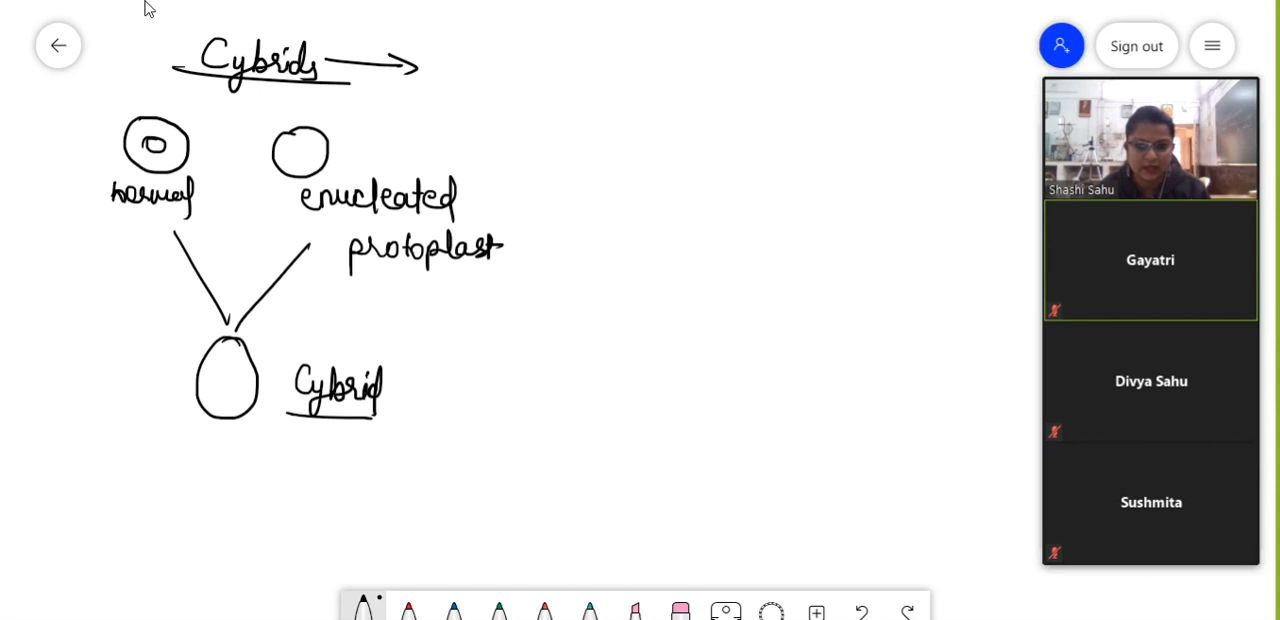 Cybrids
Sign out
normal
enucleated
protoplast
Cybrid
Shashi Sahu
Gayatri
Divya Sahu
Sushmita